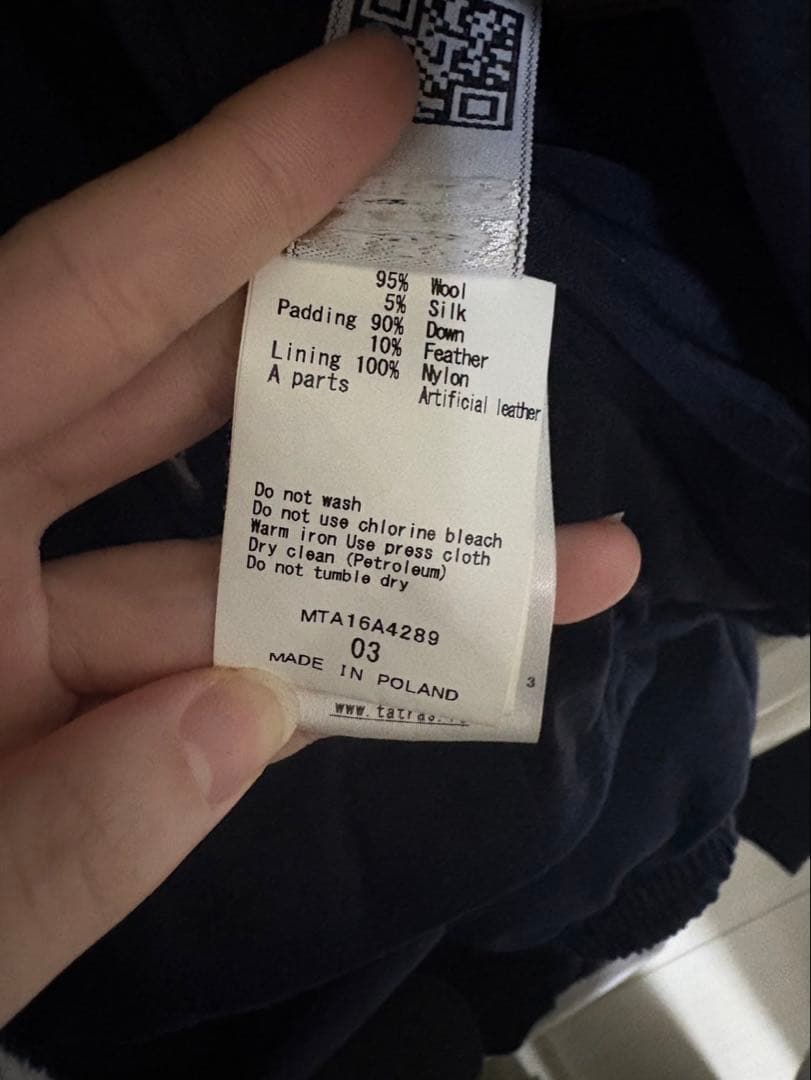 95% Wool
5% Silk
Padding 90% Down
10% Feather
Lining 100% Nylon
A parts Artificial leather
Do not wash
Do not use chlorine bleach
Warm iron Use press cloth
Dry clean (Petroleum)
Do not tumble dry
MTA16A4289
03
MADE IN POLAND
3
www.